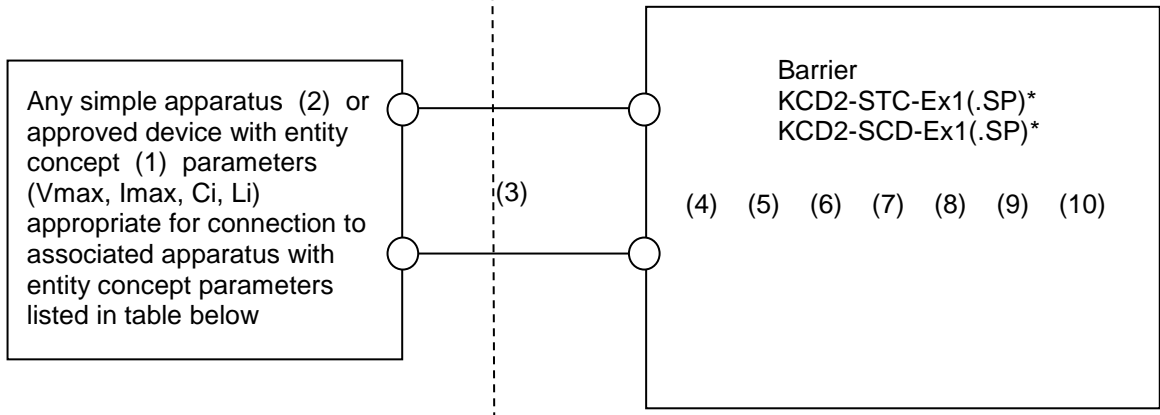 Any simple apparatus (2) or
approved device with entity
concept (1) parameters
(Vmax, Imax, Ci, Li)
appropriate for connection to
associated apparatus with
entity concept parameters
listed in table below
(3)
Barrier
KCD2-STC-Ex1(.SP)*
KCD2-SCD-Ex1(.SP)*
(4) (5) (6) (7) (8) (9) (10)